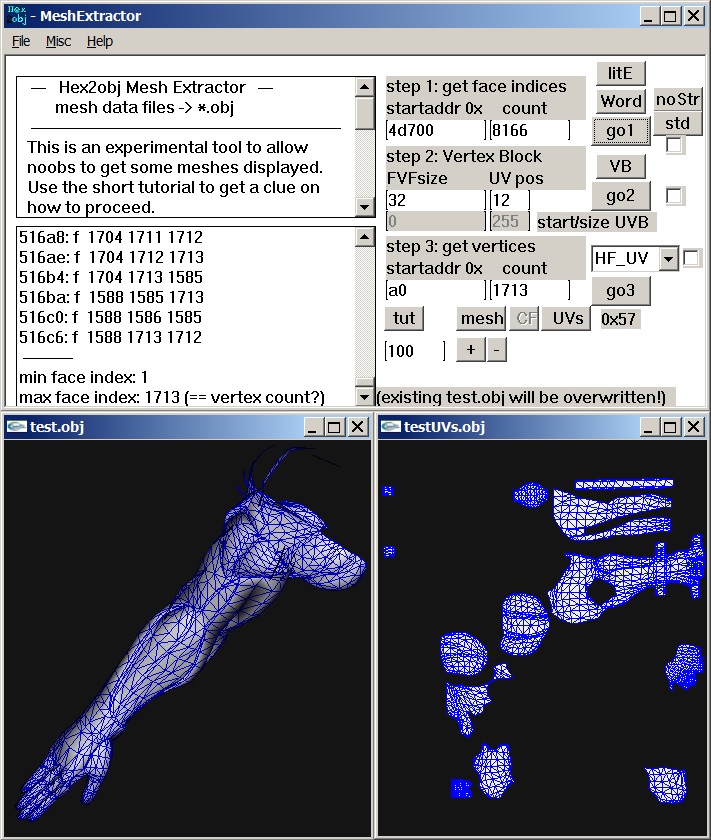 Hex obj - MeshExtractor
File Misc Help
— Hex2obj Mesh Extractor —
mesh data files -> *.obj
This is an experimental tool to allow
noobs to get some meshes displayed.
Use the short tutorial to get a clue on
how to proceed.
516a8: f 1704 1711 1712
516ae: f 1704 1712 1713
516b4: f 1704 1713 1585
516ba: f 1588 1585 1713
516c0: f 1588 1586 1585
516c6: f 1588 1713 1712
min face index: 1
max face index: 1713 (== vertex count?)
step 1: get face indices
startaddr 0x count
4d700 8166
litE
Word noStr
go1 std
step 2: Vertex Block
FVFsize UV pos
32 12
0 255 start/size UVB
VB
go2
step 3: get vertices
startaddr 0x count
a0 1713
HF_UV
go3
tut mesh CF UVs 0x57
100 + -
(existing test.obj will be overwritten!)
test.obj
testUVs.obj